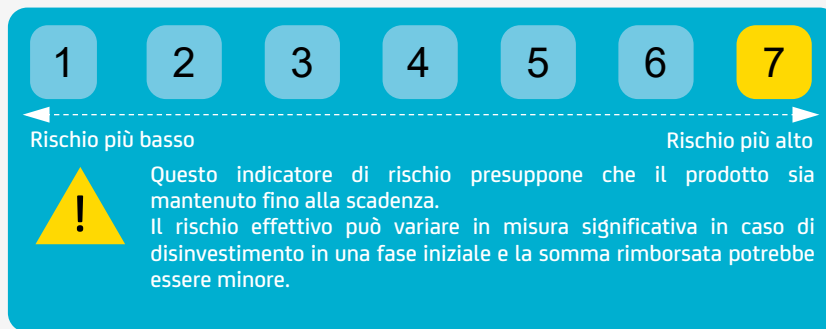 1 2 3 4 5 6 7
Rischio più basso Rischio più alto
! Questo indicatore di rischio presuppone che il prodotto sia
mantenuto fino alla scadenza.
Il rischio effettivo può variare in misura significativa in caso di
disinvestimento in una fase iniziale e la somma rimborsata potrebbe
essere minore.